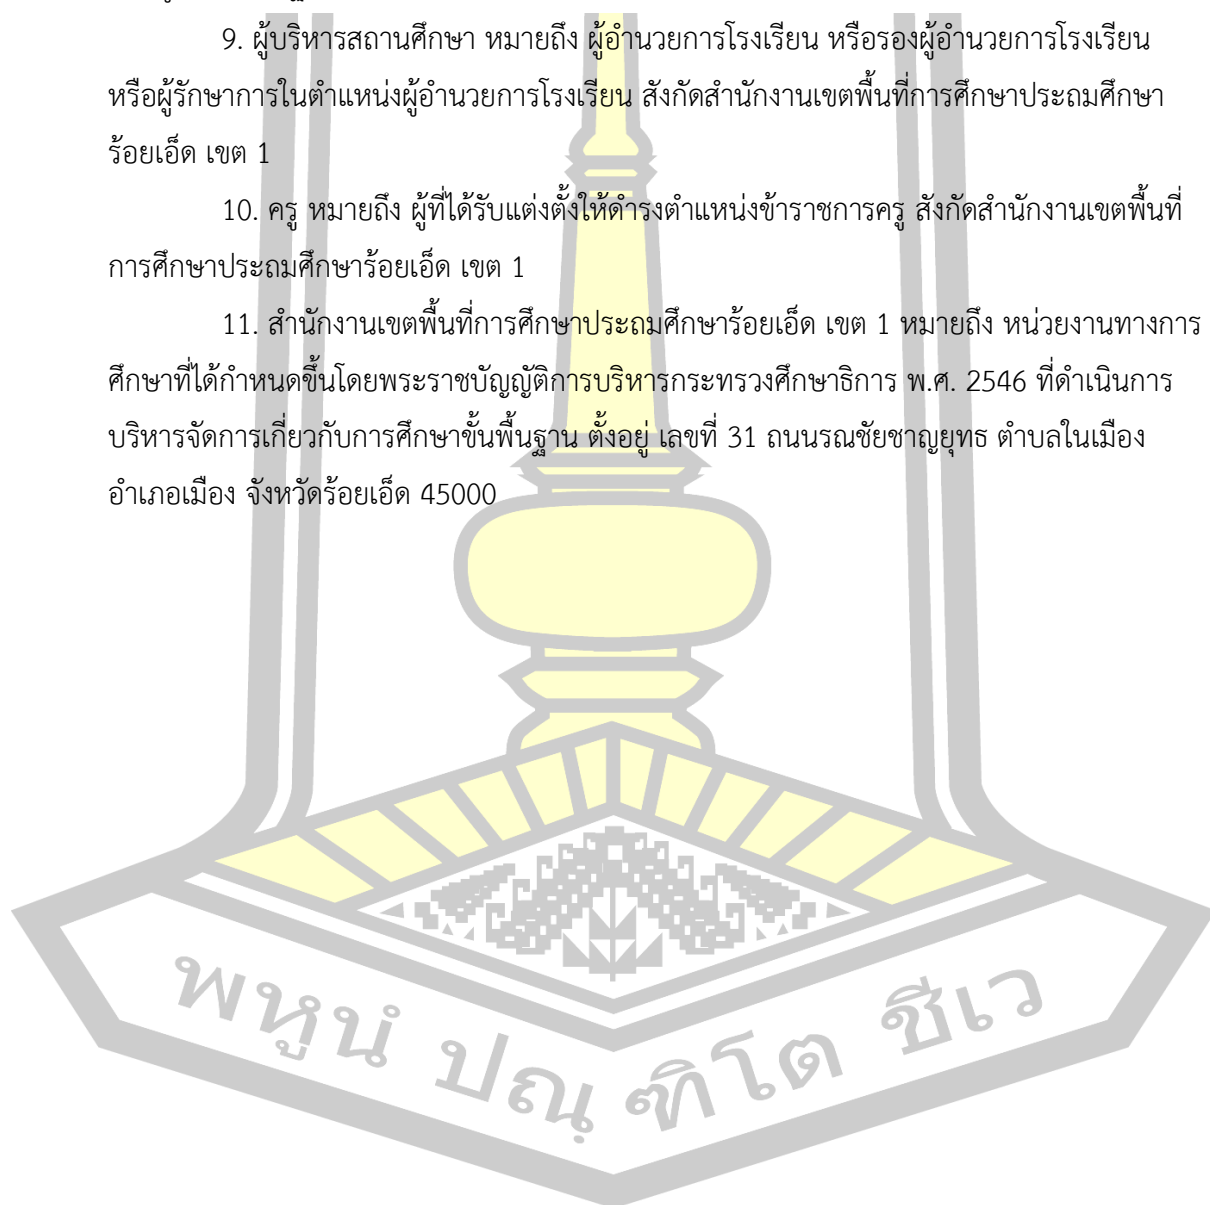 9. ผู้บริหารสถานศึกษา หมายถึง ผู้อำนวยการโรงเรียน หรือรองผู้อำนวยการโรงเรียน
หรือผู้รักษาการในตำแหน่งผู้อำนวยการโรงเรียน สังกัดสำนักงานเขตพื้นที่การศึกษาประถมศึกษา
ร้อยเอ็ด เขต 1
10. ครู หมายถึง ผู้ที่ได้รับแต่งตั้งให้ดำรงตำแหน่งข้าราชการครู สังกัดสำนักงานเขตพื้นที่
การศึกษาประถมศึกษาร้อยเอ็ด เขต 1
11. สำนักงานเขตพื้นที่การศึกษาประถมศึกษาร้อยเอ็ด เขต 1 หมายถึง หน่วยงานทางการ
ศึกษาที่ได้กำหนดขึ้นโดยพระราชบัญญัติการบริหารกระทรวงศึกษาธิการ พ.ศ. 2546 ที่ดำเนินการ
บริหารจัดการเกี่ยวกับการศึกษาขั้นพื้นฐาน ตั้งอยู่ เลขที่ 31 ถนนรณชัยชาญยุทธ ตำบลในเมือง
อำเภอเมือง จังหวัดร้อยเอ็ด 45000
พหูนํ ปณฺฑิโต ชีเว